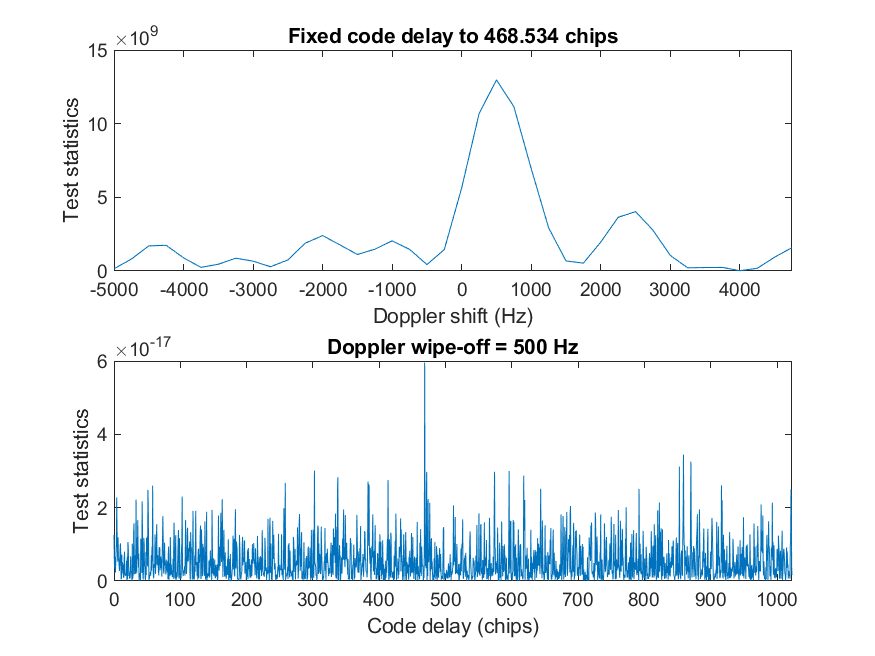 ×10^9
Fixed code delay to 468.534 chips
15
10
5
0
Test statistics
-5000 -4000 -3000 -2000 -1000 0 1000 2000 3000 4000
Doppler shift (Hz)
×10^-17
Doppler wipe-off = 500 Hz
6
4
2
0
Test statistics
0 100 200 300 400 500 600 700 800 900 1000
Code delay (chips)